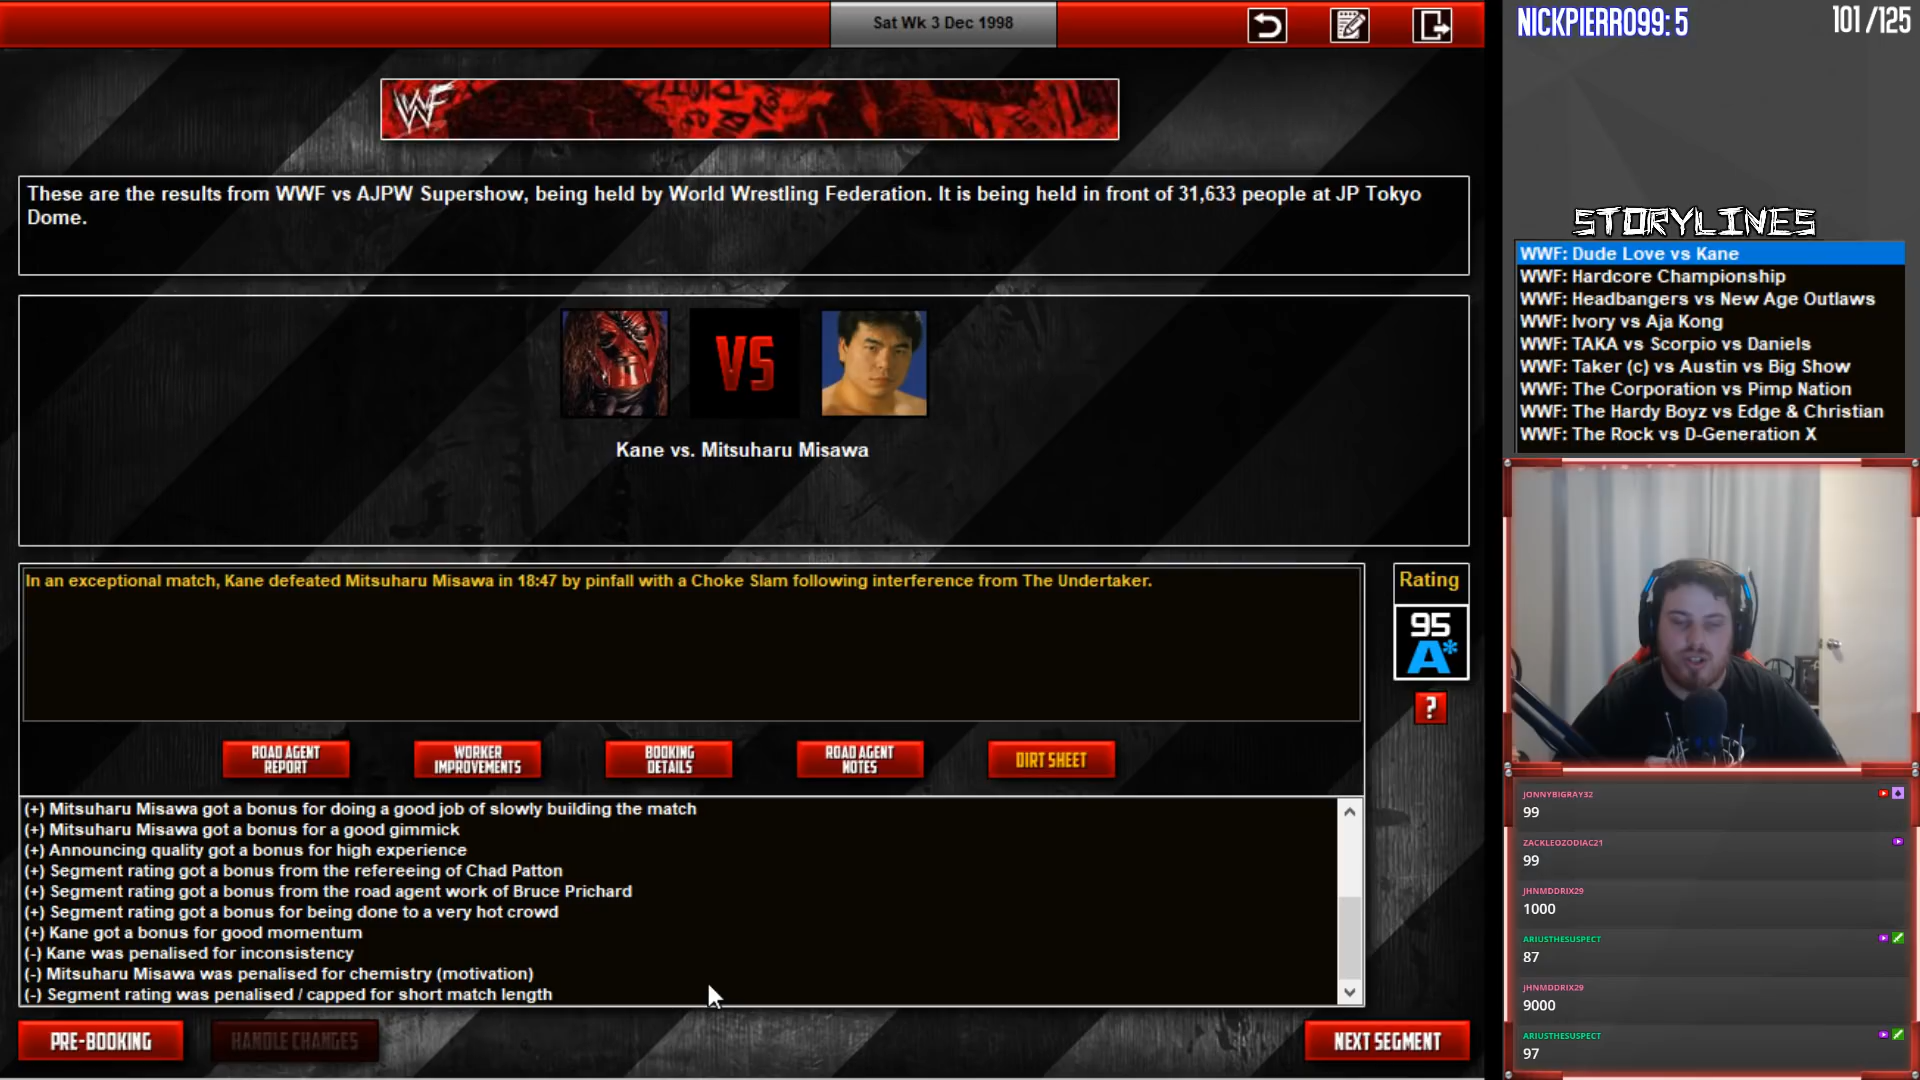 Sat Wk 3 Dec 1998
NICKPIERRO99: 5
101 /125
WF
These are the results from WWF vs AJPW Supershow, being held by World Wrestling Federation. It is being held in front of 31,633 people at JP Tokyo
Dome.
VS
Kane vs. Mitsuharu Misawa
In an exceptional match, Kane defeated Mitsuharu Misawa in 18:47 by pinfall with a Choke Slam following interference from The Undertaker.
Rating
95
A*
?
ROAD AGENT
REPORT
WORKER
IMPROVEMENTS
BOOKING
DETAILS
ROAD AGENT
NOTES
DIRT SHEET
(+) Mitsuharu Misawa got a bonus for doing a good job of slowly building the match
(+) Mitsuharu Misawa got a bonus for a good gimmick
(+) Announcing quality got a bonus for high experience
(+) Segment rating got a bonus from the refereeing of Chad Patton
(+) Segment rating got a bonus from the road agent work of Bruce Prichard
(+) Segment rating got a bonus for being done to a very hot crowd
(+) Kane got a bonus for good momentum
(-) Kane was penalised for inconsistency
(-) Mitsuharu Misawa was penalised for chemistry (motivation)
(-) Segment rating was penalised / capped for short match length
PRE-BOOKING
HANDLE CHANGES
NEXT SEGMENT
STORYLINES
WWF: Dude Love vs Kane
WWF: Hardcore Championship
WWF: Headbangers vs New Age Outlaws
WWF: Ivory vs Aja Kong
WWF: TAKA vs Scorpio vs Daniels
WWF: Taker (c) vs Austin vs Big Show
WWF: The Corporation vs Pimp Nation
WWF: The Hardy Boyz vs Edge & Christian
WWF: The Rock vs D-Generation X
JONNYBIGRAY32
99
ZACKLEOZODIAC21
99
JHNMDDRIX29
1000
ARIUSTHESUSPECT
87
JHNMDDRIX29
9000
ARIUSTHESUSPECT
97